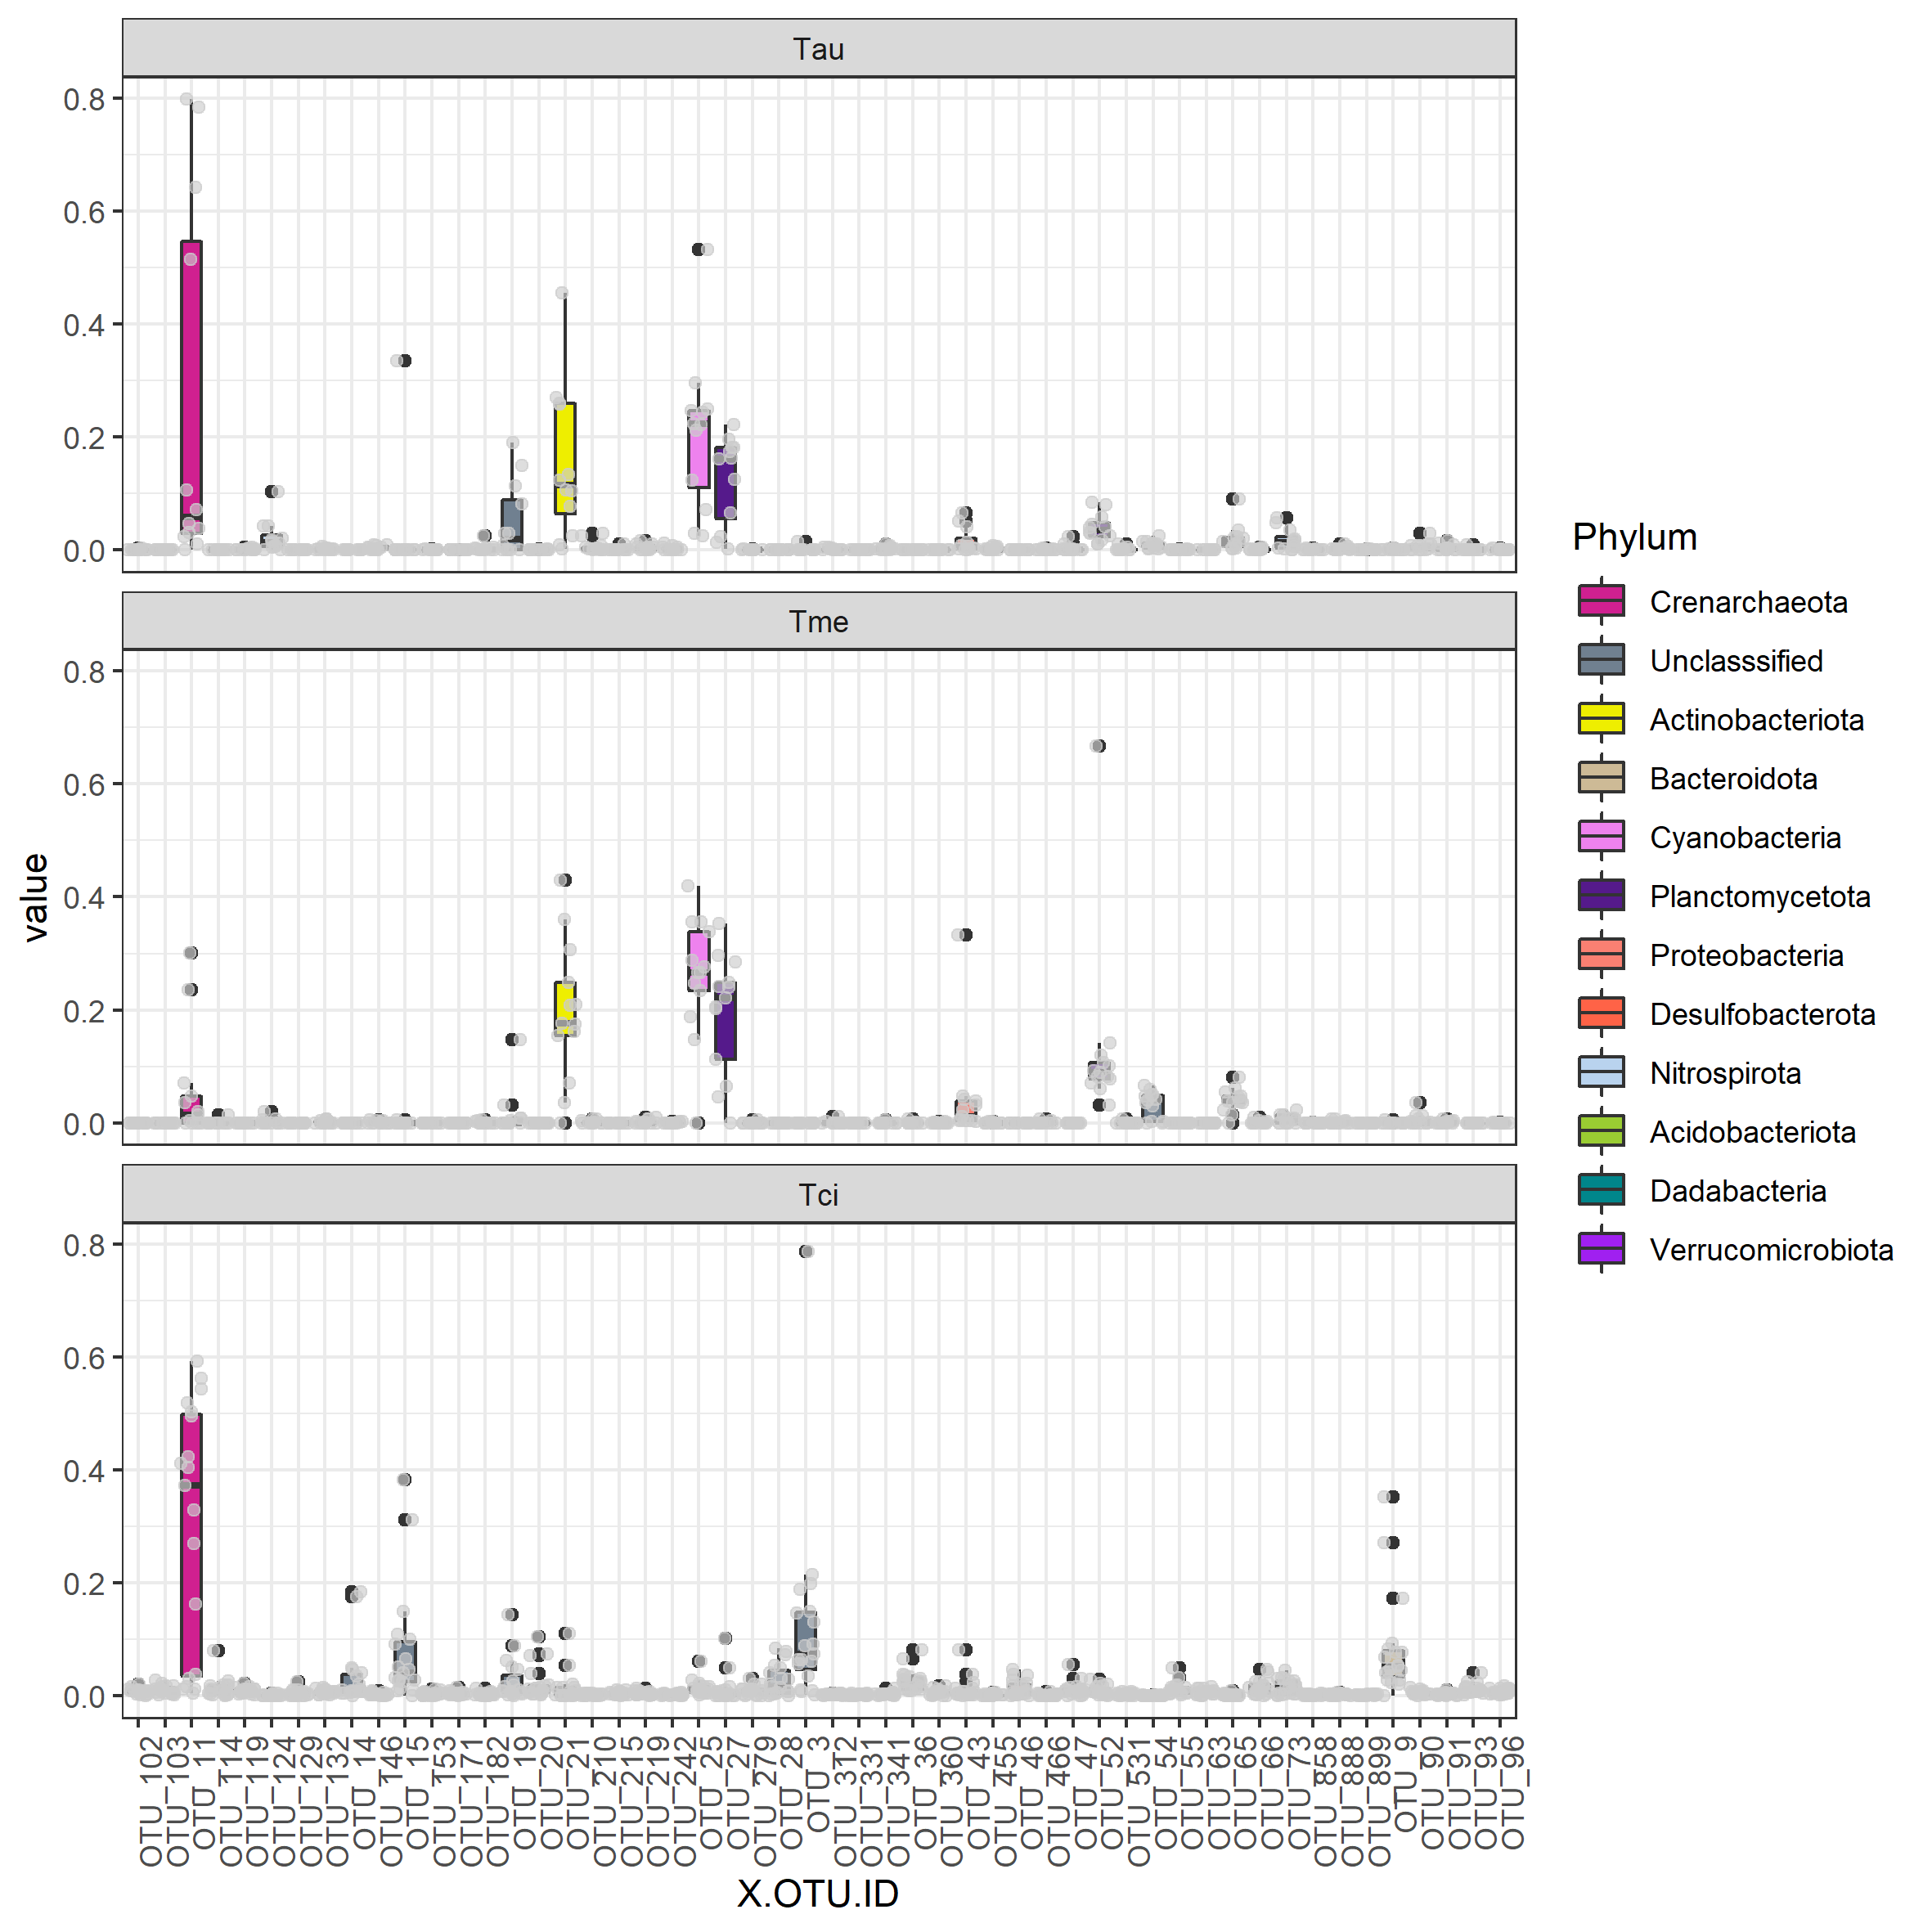 Tau
0.8
0.6
0.4
0.2
0.0
Tme
0.8
0.6
0.4
0.2
0.0
value
Tci
0.8
0.6
0.4
0.2
0.0
OTU_102
OTU_103
OTU_11
OTU_114
OTU_119
OTU_124
OTU_129
OTU_132
OTU_14
OTU_146
OTU_15
OTU_153
OTU_171
OTU_182
OTU_19
OTU_20
OTU_21
OTU_210
OTU_215
OTU_219
OTU_242
OTU_25
OTU_27
OTU_279
OTU_28
OTU_3
OTU_312
OTU_331
OTU_341
OTU_36
OTU_360
OTU_43
OTU_455
OTU_46
OTU_466
OTU_47
OTU_52
OTU_531
OTU_54
OTU_55
OTU_63
OTU_65
OTU_66
OTU_73
OTU_858
OTU_888
OTU_899
OTU_9
OTU_90
OTU_91
OTU_93
OTU_96
X.OTU.ID
Phylum
Crenarchaeota
Unclasssified
Actinobacteriota
Bacteroidota
Cyanobacteria
Planctomycetota
Proteobacteria
Desulfobacterota
Nitrospirota
Acidobacteriota
Dadabacteria
Verrucomicrobiota